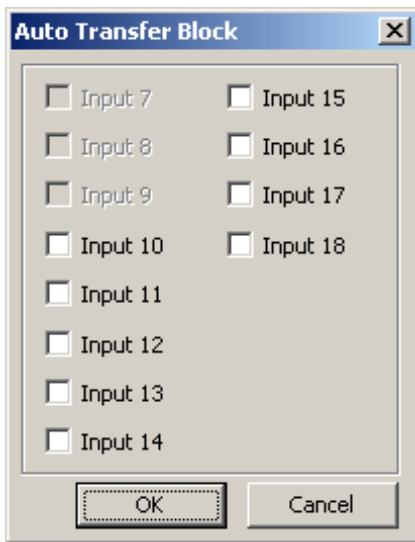 Auto Transfer Block
Input 7
Input 8
Input 9
Input 10
Input 11
Input 12
Input 13
Input 14
Input 15
Input 16
Input 17
Input 18
OK
Cancel